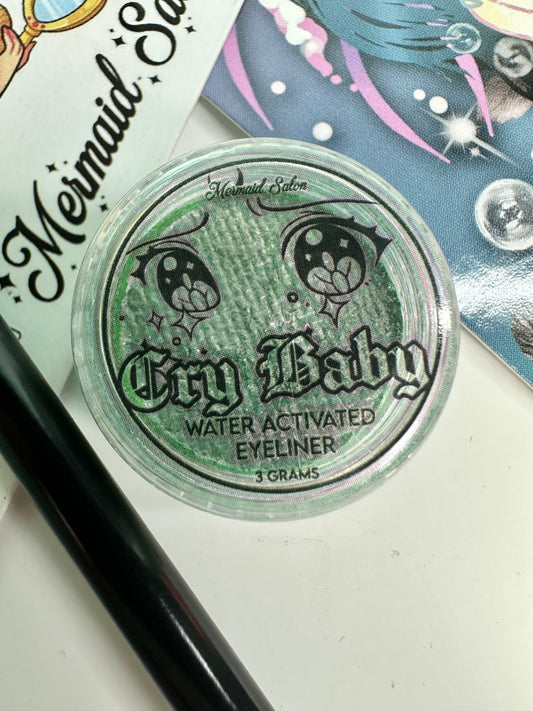 Mermaid Sa
Mermaid Salon
Cry Baby
WATER ACTIVATED
EYELINER
3 GRAMS